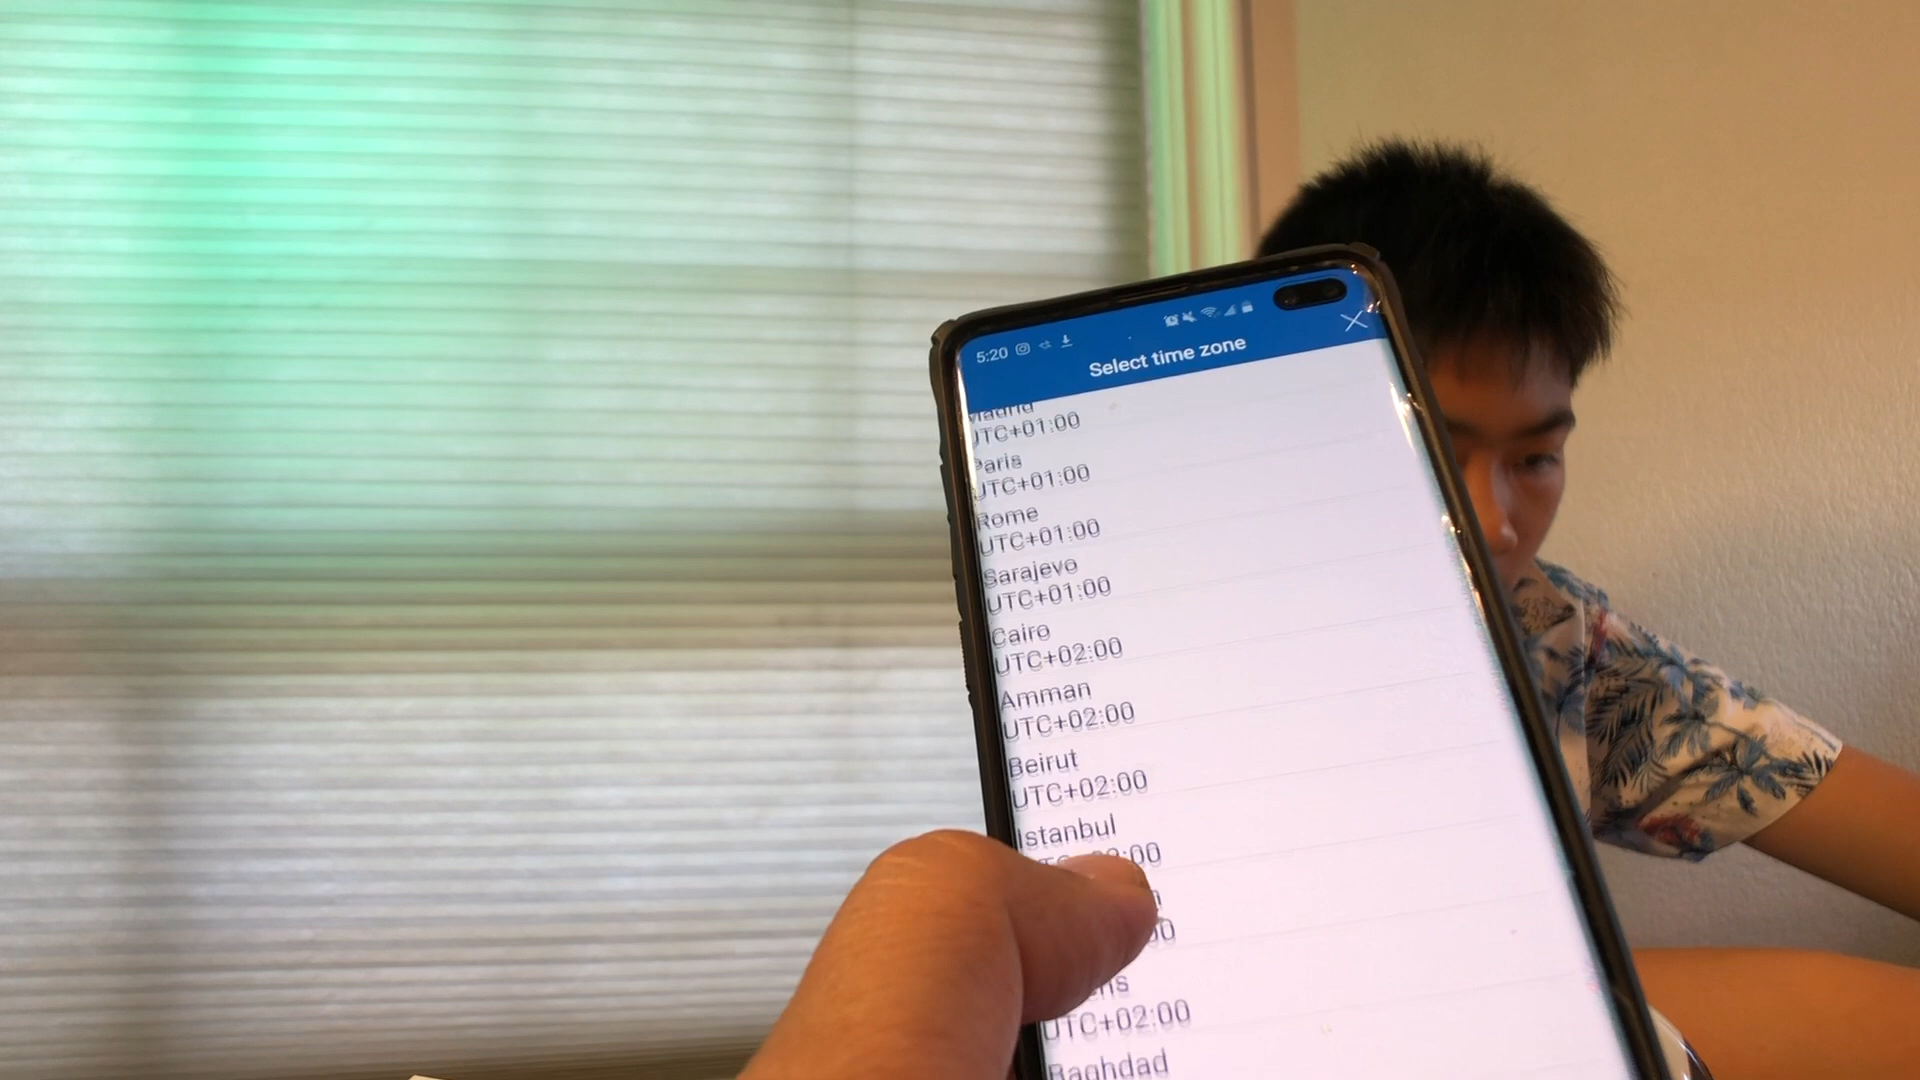 5:20
Select time zone
Madrid
UTC+01:00
Paris
UTC+01:00
Rome
UTC+01:00
Sarajevo
UTC+01:00
Cairo
UTC+02:00
Amman
UTC+02:00
Beirut
UTC+02:00
Istanbul
UTC+02:00
Baghdad